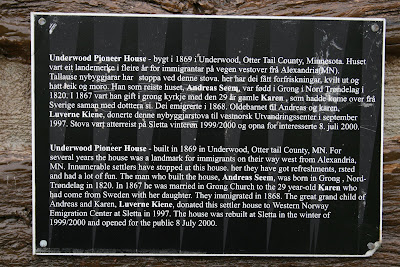 Underwood Pioneer House - bygt i 1869 i Underwood, Otter Tail County, Minnesota. Huset
vart eit landemerke i fleire år for immigrantar på vegen vestover frå Alexandria(MN).
Tallause nybyggjarar har stoppa ved denne stova. her har dei fått forfriskningar, kvilt ut og
hatt leik og moro. Han som reiste huset, Andreas Seem, var fødd i Grong i Nord Trøndelag i
1820. I 1867 vart han gift i grong kyrkje med den 29 år gamle Karen , som hadde kome over frå
Sverige saman med dotttera si. Dei emigrerte i 1868. Oldebarnet til Andreas og karen,
Luverne Kiene, donerte denne nybyggjarstova til vestnorsk Utvandringssenter i september
1997. Stova vart atterreist på Sletta vinteren 1999/2000 og opna for interesserte 8. juli 2000.
Underwood Pioneer House - built in 1869 in Underwood, Otter tail County, MN. For
several years the house was a landmark for immigrants on their way west from Alexandria,
MN. Innumerable settlers have stopped at this house. her they have got refreshments, rsted
and had a lot of fun. The man who built the house, Andreas Seem, was born in Grong , Nord-
Trøndelag in 1820. In 1867 he was married in Grong Church to the 29 year-old Karen who
had come from Sweden with her daughter. They immigrated in 1868. The great grand child of
Andreas and Karen, Luverne Kiene, donated this settler house to Western Norway
Emigration Center at Sletta in 1997. The house was rebuilt at Sletta in the winter of
1999/2000 and opened for the public 8 July 2000.